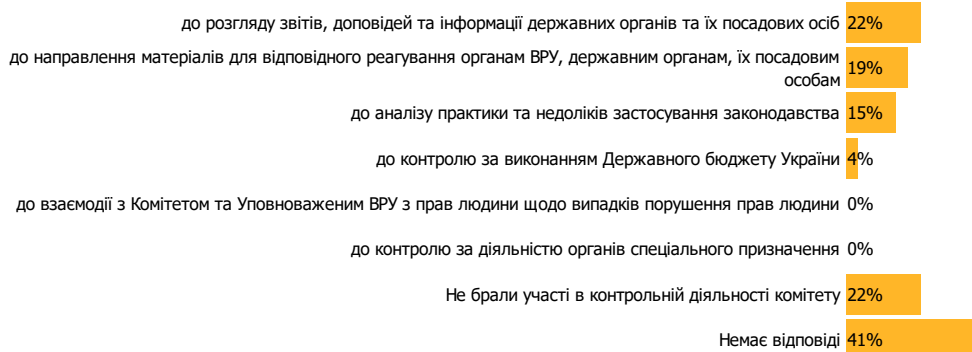 до розгляду звітів, доповідей та інформації державних органів та їх посадових осіб 22%
до направлення матеріалів для відповідного реагування органам ВРУ, державним органам, їх посадовим
особам 19%
до аналізу практики та недоліків застосування законодавства 15%
до контролю за виконанням Державного бюджету України 4%
до взаємодії з Комітетом та Уповноваженим ВРУ з прав людини щодо випадків порушення прав людини 0%
до контролю за діяльністю органів спеціального призначення 0%
Не брали участі в контрольній діяльності комітету 22%
Немає відповіді 41%